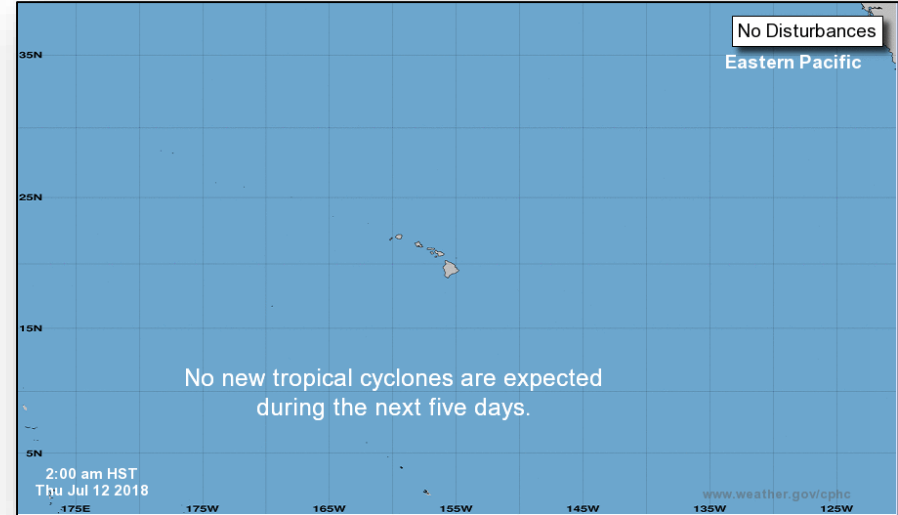 No Disturbances
Eastern Pacific
35N
25N
15N
No new tropical cyclones are expected
during the next five days.
5N
2:00 am HST
Thu Jul 12 2018
www.weather.gov/cphc
175E 175W 165W 155W 145W 135W 125W